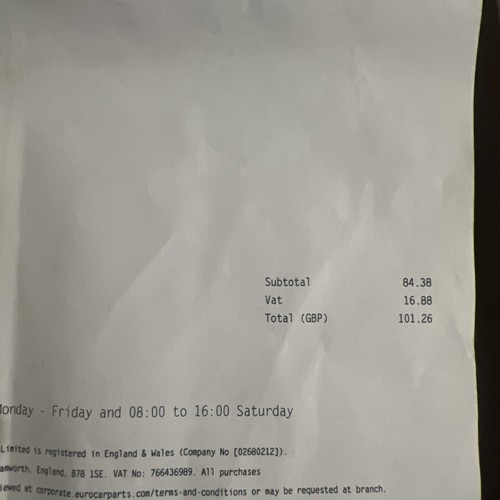 Subtotal 84.38
Vat 16.88
Total (GBP) 101.26
Monday - Friday and 08:00 to 16:00 Saturday
Limited is registered in England & Wales (Company No [02680212]).
amworth, England, B78 1SE. VAT No: 766436989. All purchases
iewed at corporate.eurocarparts.com/terms-and-conditions or may be requested at branch.